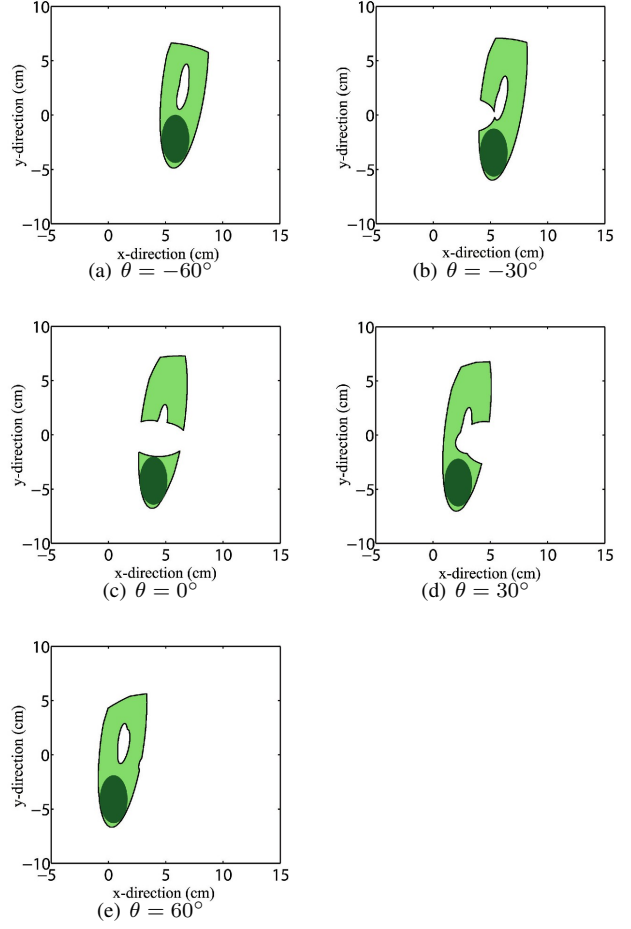 10
5
0
−5
−10
−5 0 5 10 15
y-direction (cm)
x-direction (cm)
(a) θ = −60°
10
5
0
−5
−10
−5 0 5 10 15
y-direction (cm)
x-direction (cm)
(b) θ = −30°
10
5
0
−5
−10
−5 0 5 10 15
y-direction (cm)
x-direction (cm)
(c) θ = 0°
10
5
0
−5
−10
−5 0 5 10 15
y-direction (cm)
x-direction (cm)
(d) θ = 30°
10
5
0
−5
−10
−5 0 5 10 15
y-direction (cm)
x-direction (cm)
(e) θ = 60°